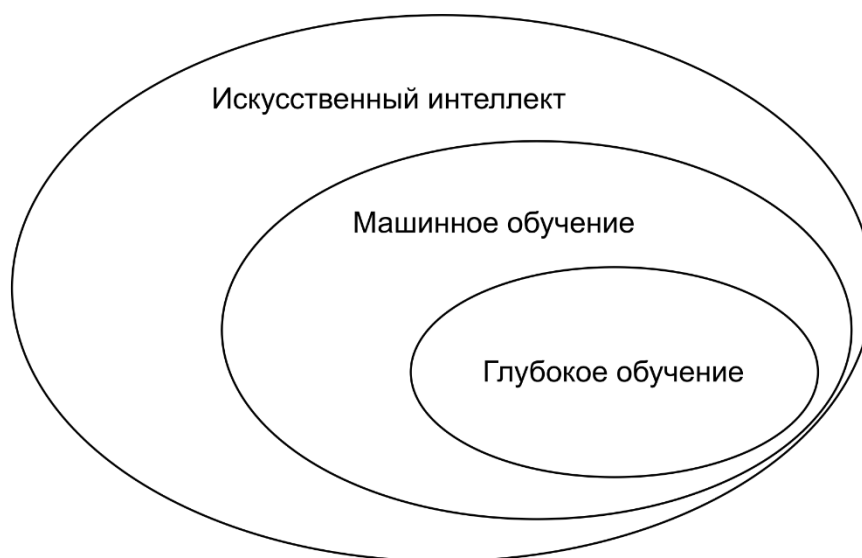 Искусственный интеллект
Машинное обучение
Глубокое обучение